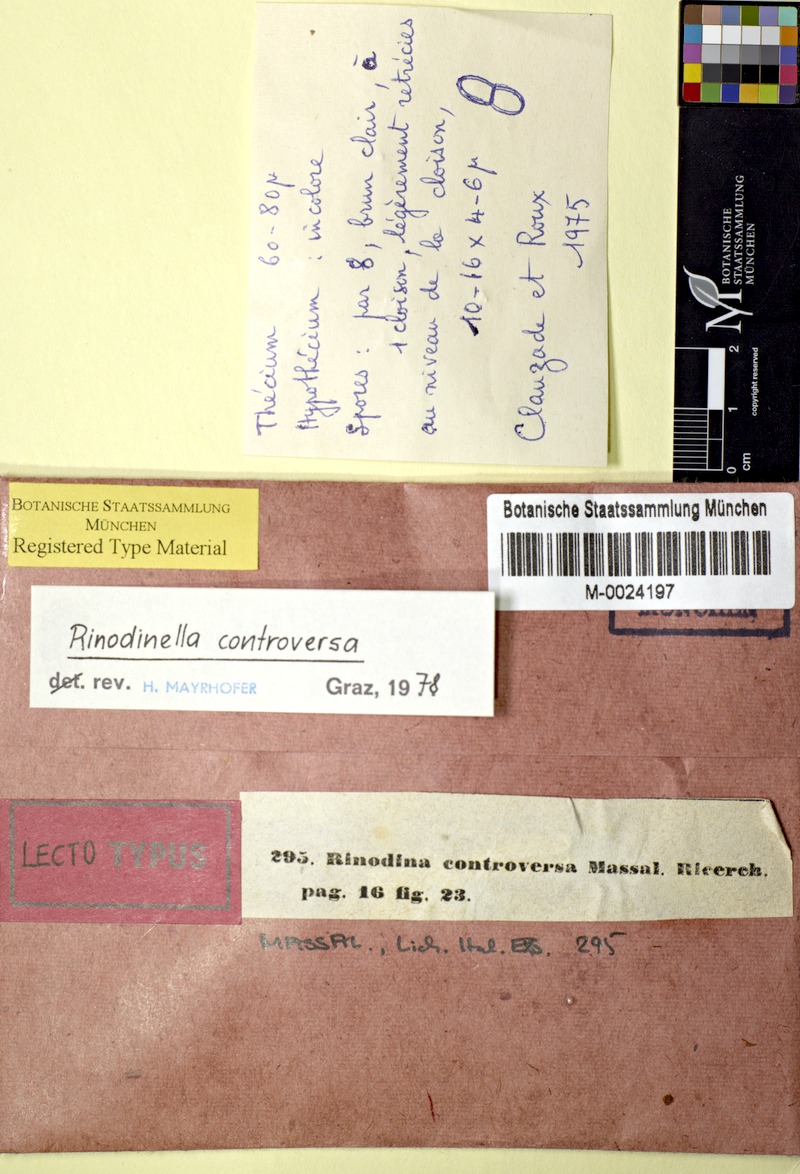 Thécium 60-80µ
Hypothécium : incolore
Spores : par 8, brun clair, à
1 cloison, légèrement rétrécies
au niveau de la cloison,
10-16 x 4-6µ
8
Clauzade et Roux
1975
BOTANISCHE
STAATSSAMMLUNG
MÜNCHEN
0 1 2
cm
copyright reserved
BOTANISCHE STAATSSAMMLUNG
MÜNCHEN
Registered Type Material
Botanische Staatssammlung München
M-0024197
MÜNCHEN
Rinodinella controversa
det. rev. H. MAYRHOFER Graz, 1978
LECTO TYPUS
295. Rinodina controversa Massal. Ricerch.
pag. 16 fig. 23.
MASSAL., Lich. Ital. Exs. 295